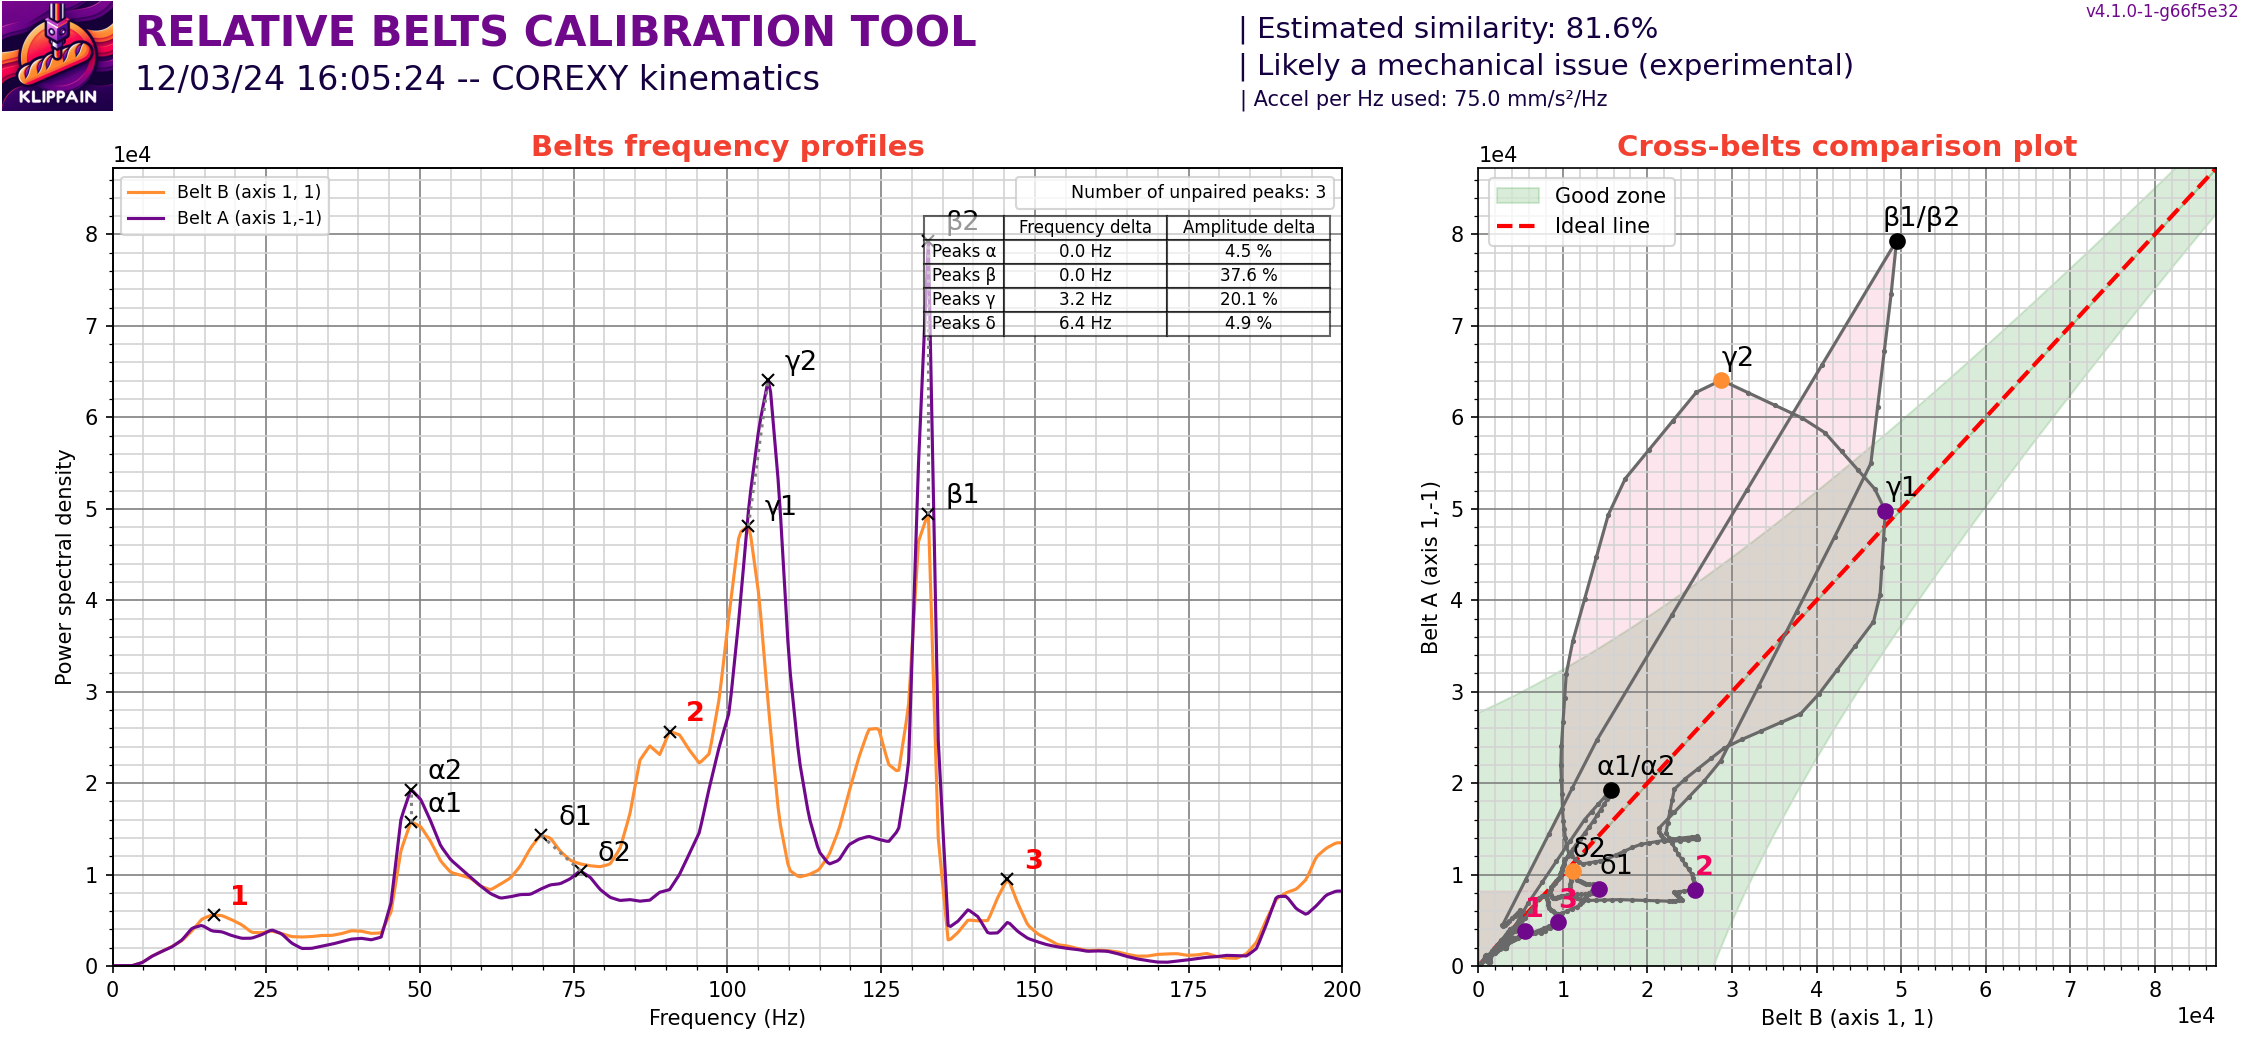 KLIPPAIN
RELATIVE BELTS CALIBRATION TOOL
12/03/24 16:05:24 -- COREXY kinematics
| Estimated similarity: 81.6%
| Likely a mechanical issue (experimental)
| Accel per Hz used: 75.0 mm/s²/Hz
v4.1.0-1-g66f5e32
Belts frequency profiles
1e4
Belt B (axis 1, 1)
Belt A (axis 1,-1)
Number of unpaired peaks: 3
Frequency delta Amplitude delta
Peaks α 0.0 Hz 4.5 %
Peaks β 0.0 Hz 37.6 %
Peaks γ 3.2 Hz 20.1 %
Peaks δ 6.4 Hz 4.9 %
β2
γ2
γ1
β1
2
α2
α1
δ1
δ2
1
3
8
7
6
5
4
3
2
1
0
Power spectral density
0 25 50 75 100 125 150 175 200
Frequency (Hz)
Cross-belts comparison plot
1e4
Good zone
Ideal line
β1/β2
γ2
γ1
α1/α2
δ2
δ1
2
3
1
8
7
6
5
4
3
2
1
0
Belt A (axis 1,-1)
0 1 2 3 4 5 6 7 8
1e4
Belt B (axis 1, 1)